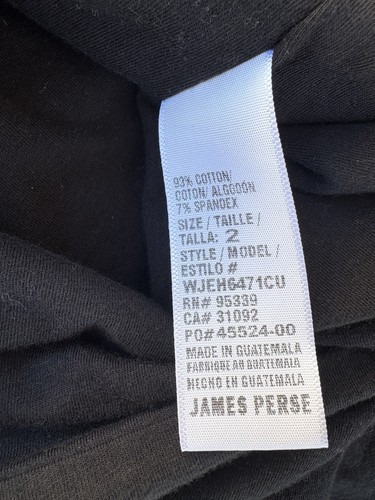 93% COTTON/
COTON/ ALGODÓN
7% SPANDEX
SIZE / TAILLE /
TALLA: 2
STYLE / MODEL /
ESTILO #
WJEH6471CU
RN# 95339
CA# 31092
PO#45524-00
MADE IN GUATEMALA
FABRIQUE AU GUATEMALA
HECHO EN GUATEMALA
JAMES PERSE